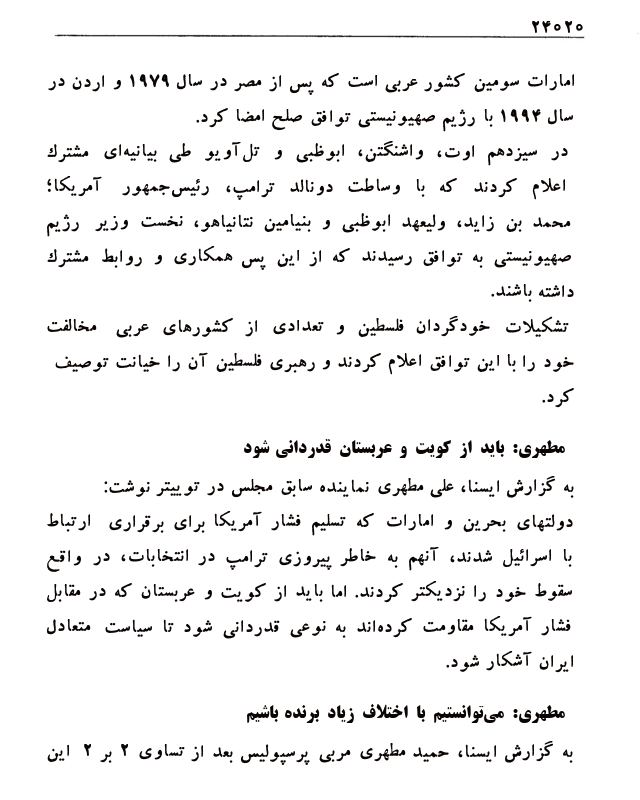 ۲۴۰۲۰
امارات سومین کشور عربی است که پس از مصر در سال ۱۹۷۹ و اردن در
سال ۱۹۹۴ با رژیم صهیونیستی توافق صلح امضا کرد.
در سیزدهم اوت، واشنگتن، ابوظبی و تل‌آویو طی بیانیه‌ای مشترك
اعلام کردند که با وساطت دونالد ترامپ، رئیس‌جمهور آمریکا؛
محمد بن زاید، ولیعهد ابوظبی و بنیامین نتانیاهو، نخست وزیر رژیم
صهیونیستی به توافق رسیدند که از این پس همکاری و روابط مشترك
داشته باشند.
تشکیلات خودگردان فلسطین و تعدادی از کشورهای عربی مخالفت
خود را با این توافق اعلام کردند و رهبری فلسطین آن را خیانت توصیف
کرد.
مطهری: باید از کویت و عربستان قدردانی شود
به گزارش ایسنا، علی مطهری نماینده سابق مجلس در توییتر نوشت:
دولتهای بحرین و امارات که تسلیم فشار آمریکا برای برقراری ارتباط
با اسرائیل شدند، آنهم به خاطر پیروزی ترامپ در انتخابات، در واقع
سقوط خود را نزدیکتر کردند. اما باید از کویت و عربستان که در مقابل
فشار آمریکا مقاومت کرده‌اند به نوعی قدردانی شود تا سیاست متعادل
ایران آشکار شود.
مطهری: می‌توانستیم با اختلاف زیاد برنده باشیم
به گزارش ایسنا، حمید مطهری مربی پرسپولیس بعد از تساوی ۲ بر ۲ این